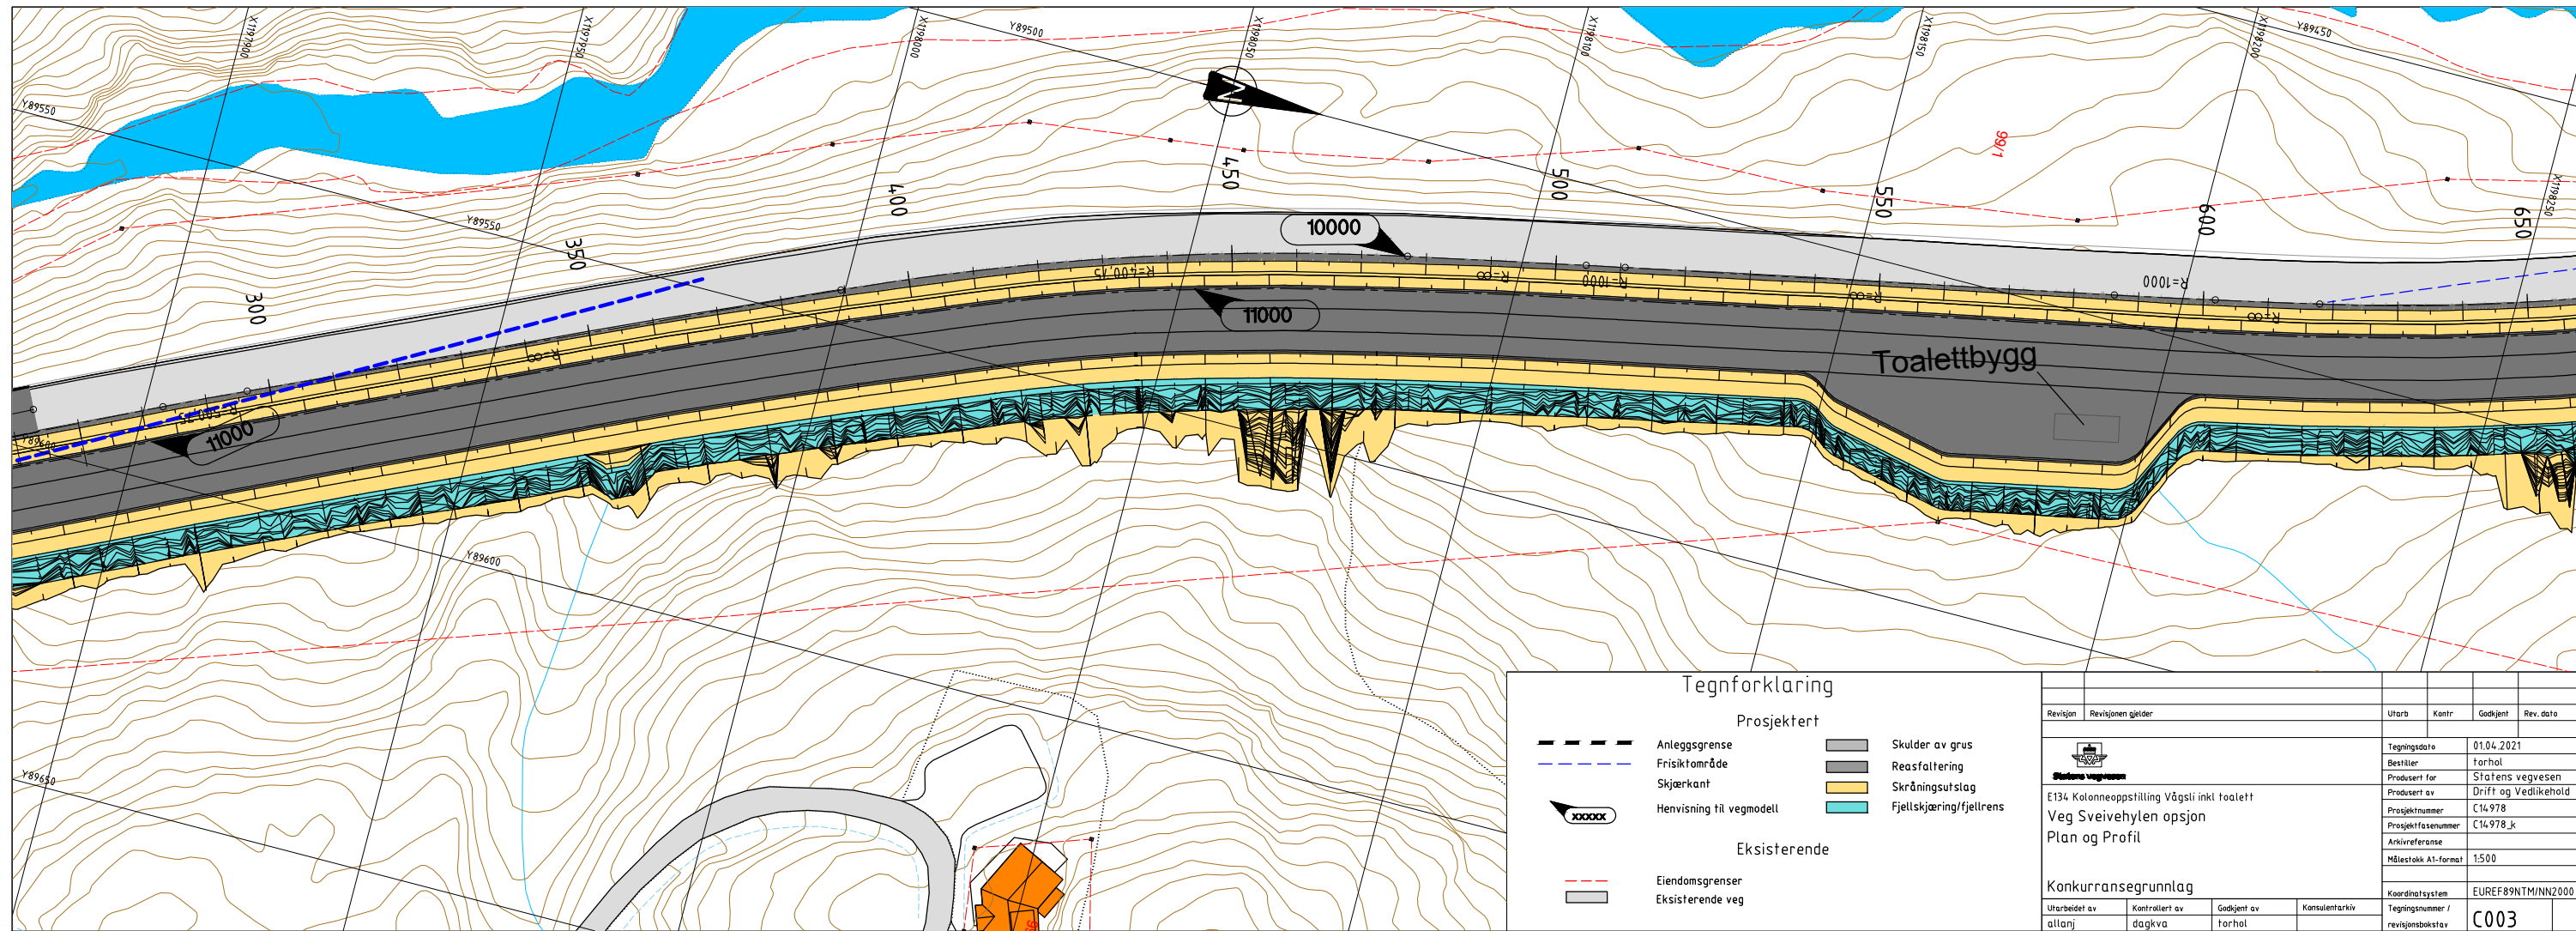 X1197900
X1197950
X1198000
Y89500
X1198050
X1198100
X1198150
X1198200
Y89450
Y89550
N
99/1
450
500
550
600
650
X1198250
400
Y89550
350
300
10000
R=400,15
R=∞
R=1000
R=∞
R=1000
R=∞
11000
R=∞
Toalettbygg
R=500,75
11000
Y89600
Y89600
Y89650
Tegnforklaring
Prosjektert
Anleggsgrense
Frisiktområde
Skjærkant
Henvisning til vegmodell
xxxxx
Skulder av grus
Reasfaltering
Skråningsutslag
Fjellskjæring/fjellrens
Eksisterende
Eiendomsgrenser
Eksisterende veg
Revisjon Revisjonen gjelder Utarb Kontr Godkjent Rev. dato
Statens vegvesen
Tegningsdato 01.04.2021
Bestiller torhol
Produsert for Statens vegvesen
Produsert av Drift og Vedlikehold
Prosjektnummer C14978
Prosjektfasenummer C14978_k
Arkivreferanse
Målestokk A1-format 1:500
Koordinatsystem EUREF89NTM/NN2000
E134 Kolonneoppstilling Vågsli inkl toalett
Veg Sveivehylen opsjon
Plan og Profil
Konkurransegrunnlag
Utarbeidet av Kontrollert av Godkjent av Konsulentarkiv
allanj dagkva torhol
Tegningsnummer /
revisjonsbokstav C003